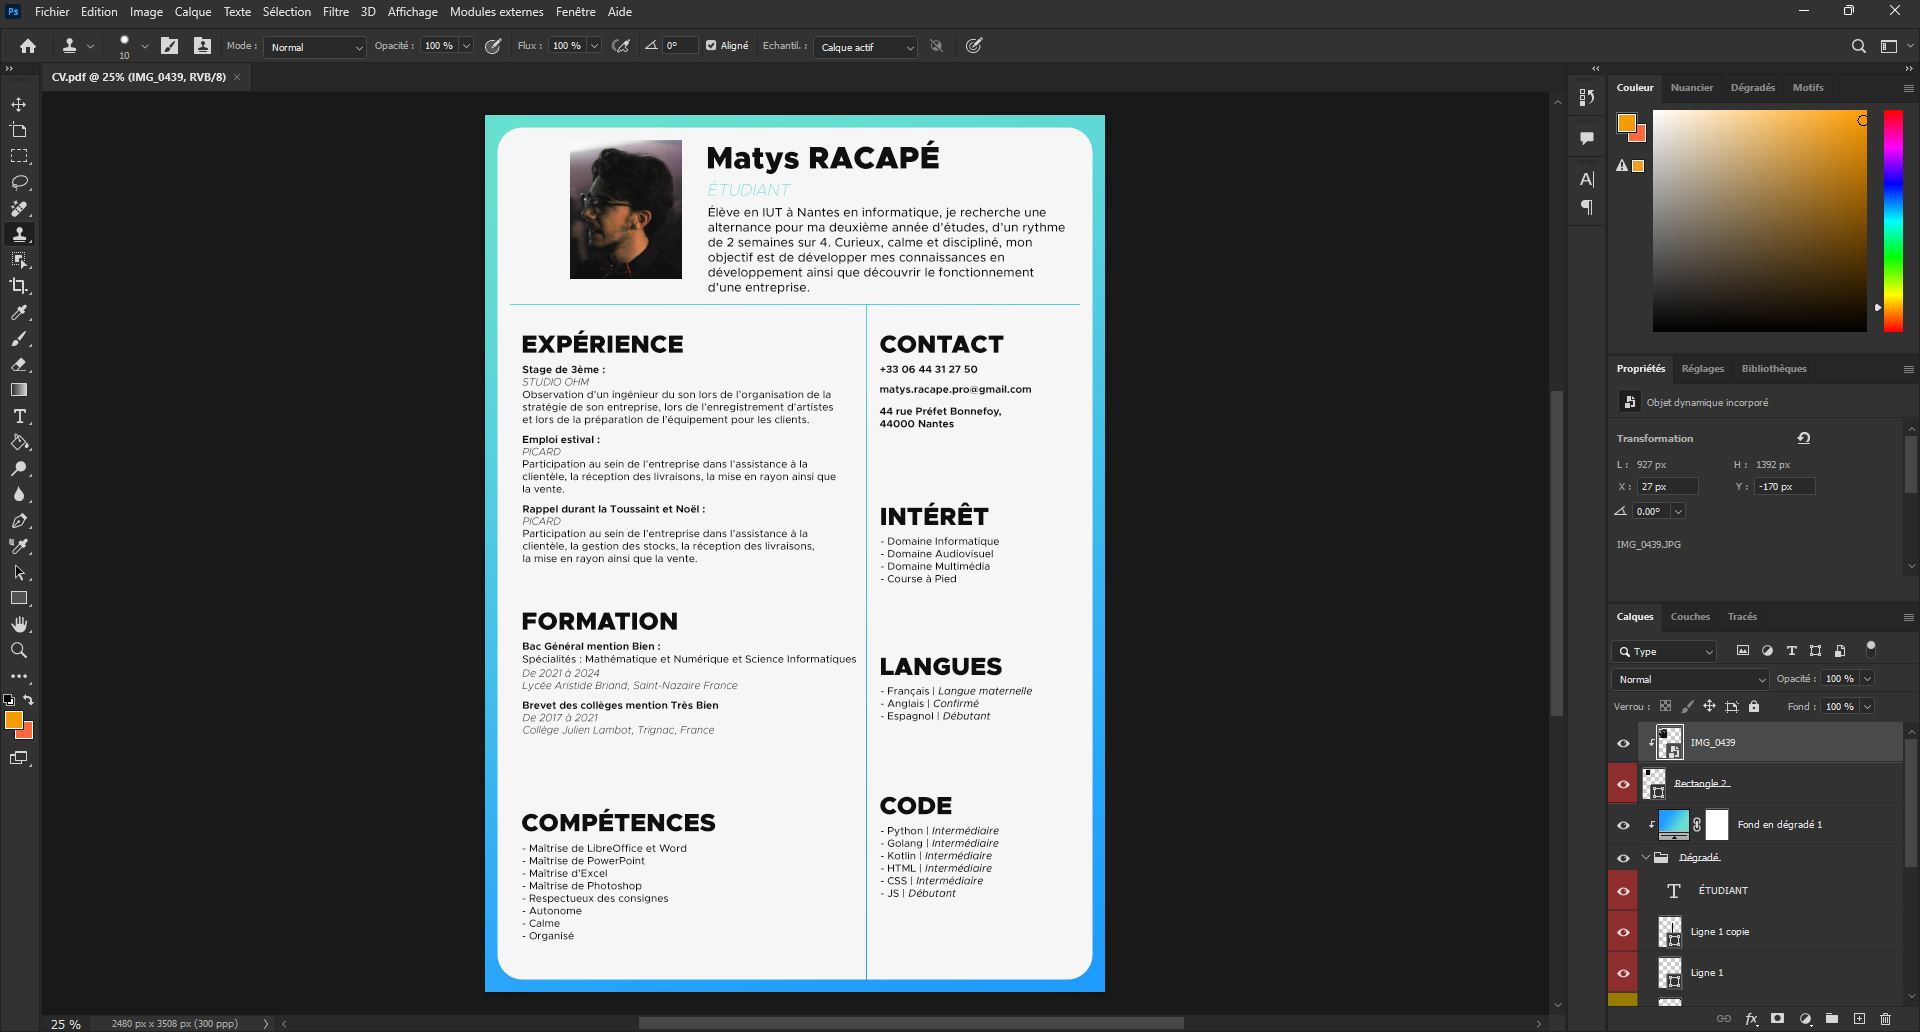 Ps Fichier Edition Image Calque Texte Sélection Filtre 3D Affichage Modules externes Fenêtre Aide
10 Mode : Normal Opacité : 100 % Flux : 100 % 0° Aligné Echantil. : Calque actif
CV.pdf @ 25% (IMG_0439, RVB/8) ×
Matys RACAPÉ
ÉTUDIANT
Élève en IUT à Nantes en informatique, je recherche une
alternance pour ma deuxième année d'études, d'un rythme
de 2 semaines sur 4. Curieux, calme et discipliné, mon
objectif est de développer mes connaissances en
développement ainsi que découvrir le fonctionnement
d'une entreprise.
EXPÉRIENCE
Stage de 3ème :
STUDIO OHM
Observation d'un ingénieur du son lors de l'organisation de la
stratégie de son entreprise, lors de l'enregistrement d'artistes
et lors de la préparation de l'équipement pour les clients.
Emploi estival :
PICARD
Participation au sein de l'entreprise dans l'assistance à la
clientèle, la réception des livraisons, la mise en rayon ainsi que
la vente.
Rappel durant la Toussaint et Noël :
PICARD
Participation au sein de l'entreprise dans l'assistance à la
clientèle, la gestion des stocks, la réception des livraisons,
la mise en rayon ainsi que la vente.
FORMATION
Bac Général mention Bien :
Spécialités : Mathématique et Numérique et Science Informatiques
De 2021 à 2024
Lycée Aristide Briand, Saint-Nazaire France
Brevet des collèges mention Très Bien
De 2017 à 2021
Collège Julien Lambot, Trignac, France
COMPÉTENCES
- Maîtrise de LibreOffice et Word
- Maîtrise de PowerPoint
- Maîtrise d'Excel
- Maîtrise de Photoshop
- Respectueux des consignes
- Autonome
- Calme
- Organisé
CONTACT
+33 06 44 31 27 50
matys.racape.pro@gmail.com
44 rue Préfet Bonnefoy,
44000 Nantes
INTÉRÊT
- Domaine Informatique
- Domaine Audiovisuel
- Domaine Multimédia
- Course à Pied
LANGUES
- Français | Langue maternelle
- Anglais | Confirmé
- Espagnol | Débutant
CODE
- Python | Intermédiaire
- Golang | Intermédiaire
- Kotlin | Intermédiaire
- HTML | Intermédiaire
- CSS | Intermédiaire
- JS | Débutant
Couleur Nuancier Dégradés Motifs
Propriétés Réglages Bibliothèques
Objet dynamique incorporé
Transformation
L : 927 px H : 1392 px
X : 27 px Y : -170 px
0.00°
IMG_0439.JPG
Calques Couches Tracés
Type
Normal Opacité : 100 %
Verrou : Fond : 100 %
IMG_0439
Rectangle 2
Fond en dégradé 1
Dégradé
ÉTUDIANT
Ligne 1 copie
Ligne 1
25 % 2480 px x 3508 px (300 ppp)